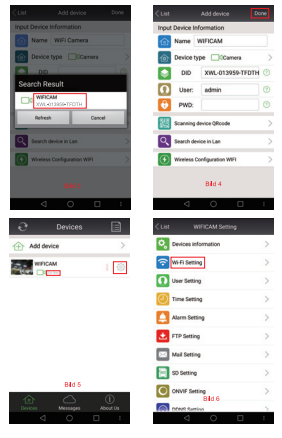 < List Add device Done
Input Device Information
Name WiFi Camera
Device type Camera
DID
Search Result
WIFICAM
XWL-013959-TFDTH
Refresh Cancel
Search device in Lan
Wireless Configuration WIFI
< List Add device Done
Input Device Information
Name WIFICAM
Device type Camera
DID XWL-013959-TFDTH
User: admin
PWD:
Scanning device QRcode
Search device in Lan
Wireless Configuration WIFI
Bild 4
Devices
Add device
WIFICAM
Bild 5
Devices Messages About Us
< List WIFICAM Setting
Devices information
Wi-Fi Setting
User Setting
Time Setting
Alarm Setting
FTP Setting
Mail Setting
SD Setting
ONVIF Setting
Bild 6
DDNS Setting